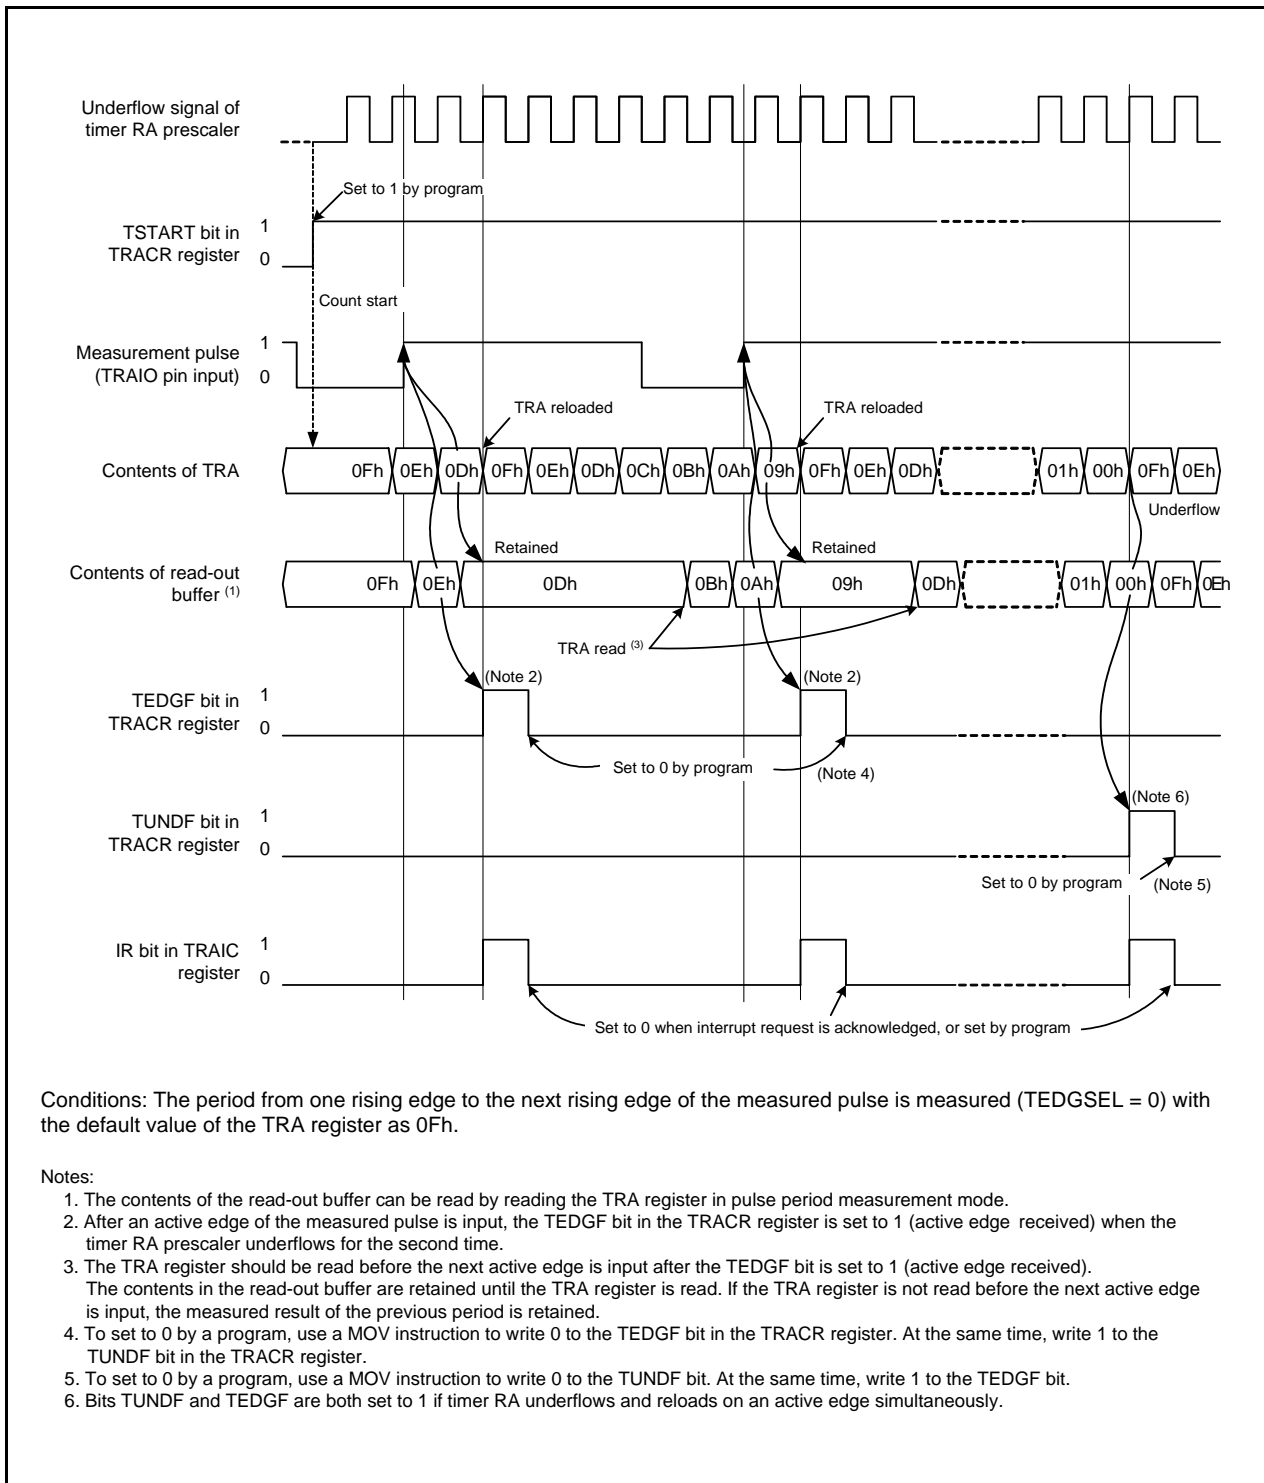 Underflow signal of
timer RA prescaler
Set to 1 by program
TSTART bit in
TRACR register
1
0
Count start
Measurement pulse
(TRAIO pin input)
1
0
TRA reloaded
TRA reloaded
Contents of TRA
0Fh 0Eh 0Dh 0Fh 0Eh 0Dh 0Ch 0Bh 0Ah 09h 0Fh 0Eh 0Dh 01h 00h 0Fh 0Eh
Underflow
Retained
Retained
Contents of read-out
buffer (1)
0Fh 0Eh 0Dh 0Bh 0Ah 09h 0Dh 01h 00h 0Fh 0Eh
TRA read (3)
(Note 2)
(Note 2)
TEDGF bit in
TRACR register
1
0
Set to 0 by program
(Note 4)
(Note 6)
TUNDF bit in
TRACR register
1
0
Set to 0 by program
(Note 5)
IR bit in TRAIC
register
1
0
Set to 0 when interrupt request is acknowledged, or set by program
Conditions: The period from one rising edge to the next rising edge of the measured pulse is measured (TEDGSEL = 0) with
the default value of the TRA register as 0Fh.
Notes:
1. The contents of the read-out buffer can be read by reading the TRA register in pulse period measurement mode.
2. After an active edge of the measured pulse is input, the TEDGF bit in the TRACR register is set to 1 (active edge received) when the
timer RA prescaler underflows for the second time.
3. The TRA register should be read before the next active edge is input after the TEDGF bit is set to 1 (active edge received).
The contents in the read-out buffer are retained until the TRA register is read. If the TRA register is not read before the next active edge
is input, the measured result of the previous period is retained.
4. To set to 0 by a program, use a MOV instruction to write 0 to the TEDGF bit in the TRACR register. At the same time, write 1 to the
TUNDF bit in the TRACR register.
5. To set to 0 by a program, use a MOV instruction to write 0 to the TUNDF bit. At the same time, write 1 to the TEDGF bit.
6. Bits TUNDF and TEDGF are both set to 1 if timer RA underflows and reloads on an active edge simultaneously.